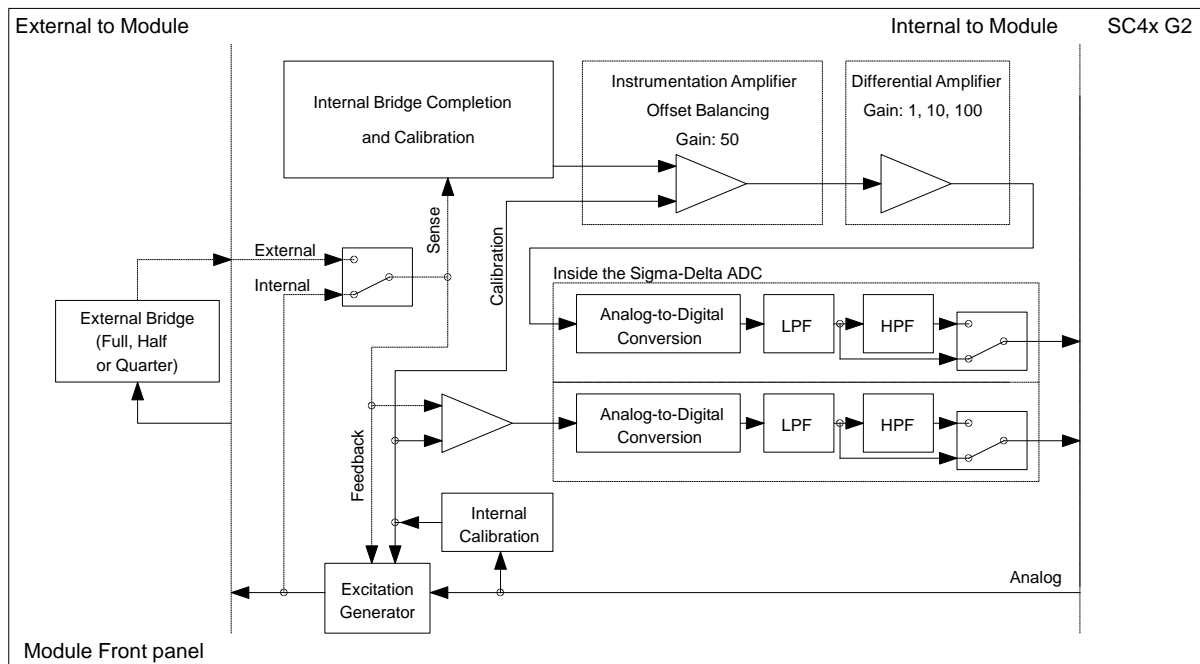 External to Module
Internal to Module
SC4x G2
Internal Bridge Completion
and Calibration
Instrumentation Amplifier
Offset Balancing
Gain: 50
Differential Amplifier
Gain: 1, 10, 100
Sense
Calibration
External
Internal
External Bridge
(Full, Half
or Quarter)
Inside the Sigma-Delta ADC
Analog-to-Digital
Conversion
LPF
HPF
Analog-to-Digital
Conversion
LPF
HPF
Feedback
Internal
Calibration
Excitation
Generator
Analog
Module Front panel